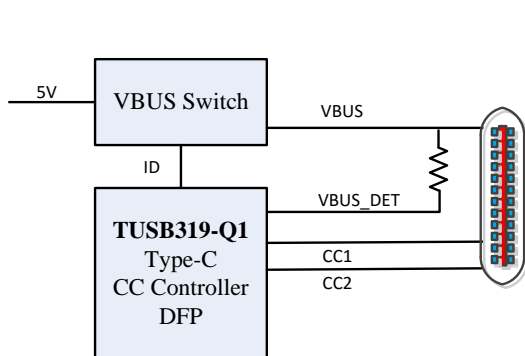 5V
VBUS Switch
VBUS
ID
VBUS_DET
TUSB319-Q1
Type-C
CC Controller
DFP
CC1
CC2